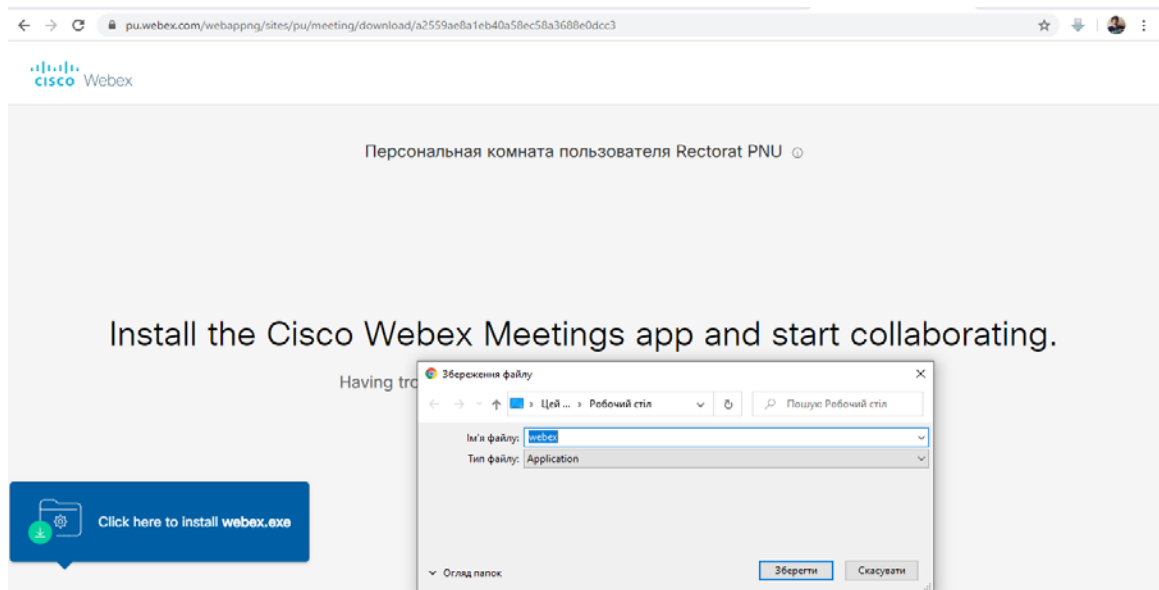 pu.webex.com/webappng/sites/pu/meeting/download/a2559ae8a1eb40a58ec58a3688e0dcc3
cisco Webex
Персональная комната пользователя Rectorat PNU
Install the Cisco Webex Meetings app and start collaborating.
Having tro
Збереження файлу
Цей ... › Робочий стіл
Пошук: Робочий стіл
Ім'я файлу: webex
Тип файлу: Application
Click here to install webex.exe
Огляд папок
Зберегти
Скасувати